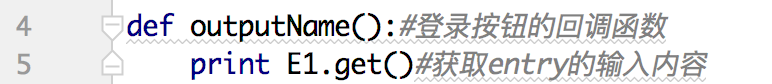 4 def outputName():#登录按钮的回调函数
5     print E1.get()#获取entry的输入内容